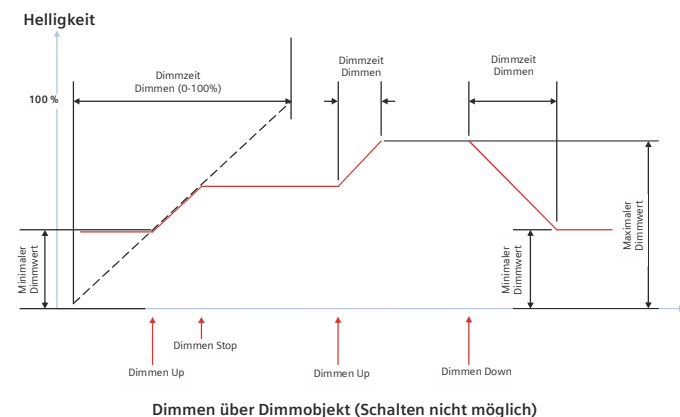 Helligkeit
Dimmzeit
Dimmen (0-100%)
Dimmzeit
Dimmen
Dimmzeit
Dimmen
100 %
Minimaler
Dimmwert
Minimaler
Dimmwert
Maximaler
Dimmwert
Dimmen Up
Dimmen Stop
Dimmen Up
Dimmen Down
Dimmen über Dimmobjekt (Schalten nicht möglich)